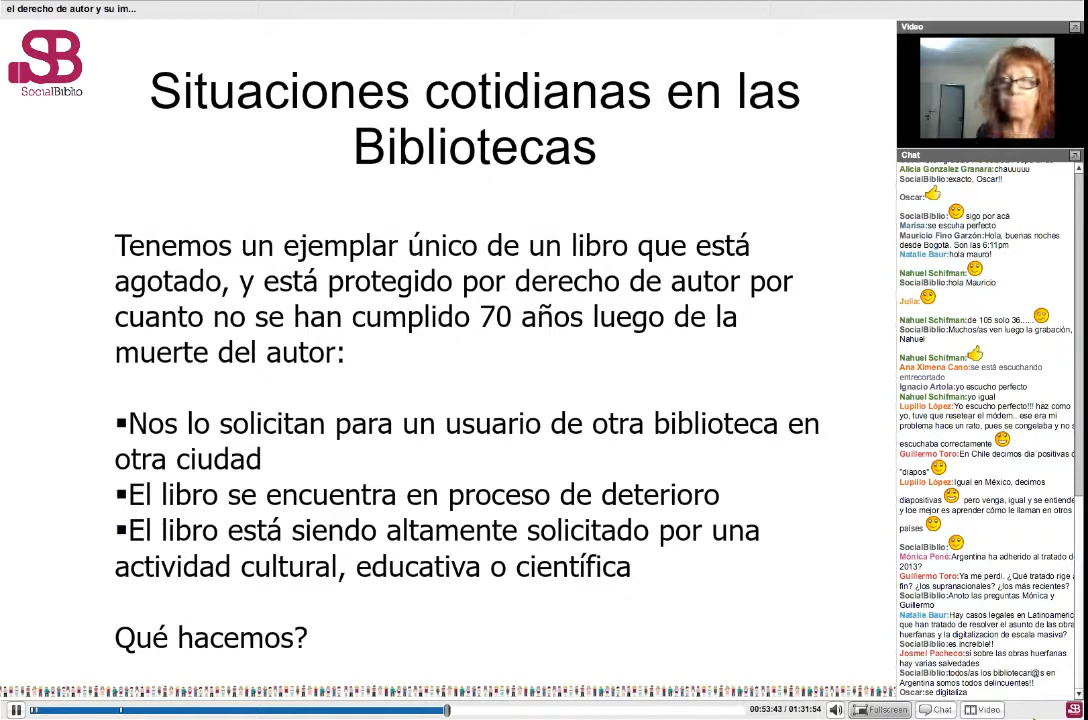 el derecho de autor y su im...
SB
SocialBiblio
Situaciones cotidianas en las
Bibliotecas
Tenemos un ejemplar único de un libro que está
agotado, y está protegido por derecho de autor por
cuanto no se han cumplido 70 años luego de la
muerte del autor:
▪Nos lo solicitan para un usuario de otra biblioteca en
otra ciudad
▪El libro se encuentra en proceso de deterioro
▪El libro está siendo altamente solicitado por una
actividad cultural, educativa o científica
Qué hacemos?
Video
Chat
Alicia Gonzalez Granara:chauuuuu
SocialBiblio:exacto, Oscar!!
Oscar:
SocialBiblio: sigo por acá
Marisa:se escuha perfecto
Mauricio Fino Garzón:Hola, buenas noches
desde Bogotá. Son las 6:11pm
Natalie Baur:hola mauro!
Nahuel Schifman:
SocialBiblio:hola Mauricio
Julia:
Nahuel Schifman:de 105 solo 36......
SocialBiblio:Muchos/as ven luego la grabación,
Nahuel
Nahuel Schifman:
Ana Ximena Cano:se está escuchando
entrecortado
Ignacio Artola:yo escucho perfecto
Nahuel Schifman:yo igual
Lupillo López:Yo escucho perfecto!!! haz como
yo, tuve que resetear el módem.. ese era mi
problema hace un rato, pues se congelaba y no s
escuchaba correctamente
Guillermo Toro:En Chile decimos dia´positivas o
"diapos"
Lupillo López:Igual en México, decimos
diapositivas pero venga, igual y se entiende
y loe mejor es aprender cómo le llaman en otros
países
SocialBiblio:
Mónica Pené:Argentina ha adherido al tratado d
2013?
Guillermo Toro:Ya me perdí. ¿Qué tratado rige a
fin? ¿los supranacionales? ¿los más recientes?
SocialBiblio:Anoto las preguntas Mónica y
Guillermo
Natalie Baur:Hay casos legales en Latinoameric
que han tratado de resolver el asunto de las obra
huerfanas y la digitalizacion de escala masiva?
SocialBiblio:es increíble!!
Josmel Pacheco:si sobre las obras huerfanas
hay varias salvedades
SocialBiblio:todos/as los bibliotecar@s en
Argentina somos todos delincuentes!!
Oscar:se digitaliza
00:53:43 / 01:31:54
Fullscreen
Chat
Video
SB